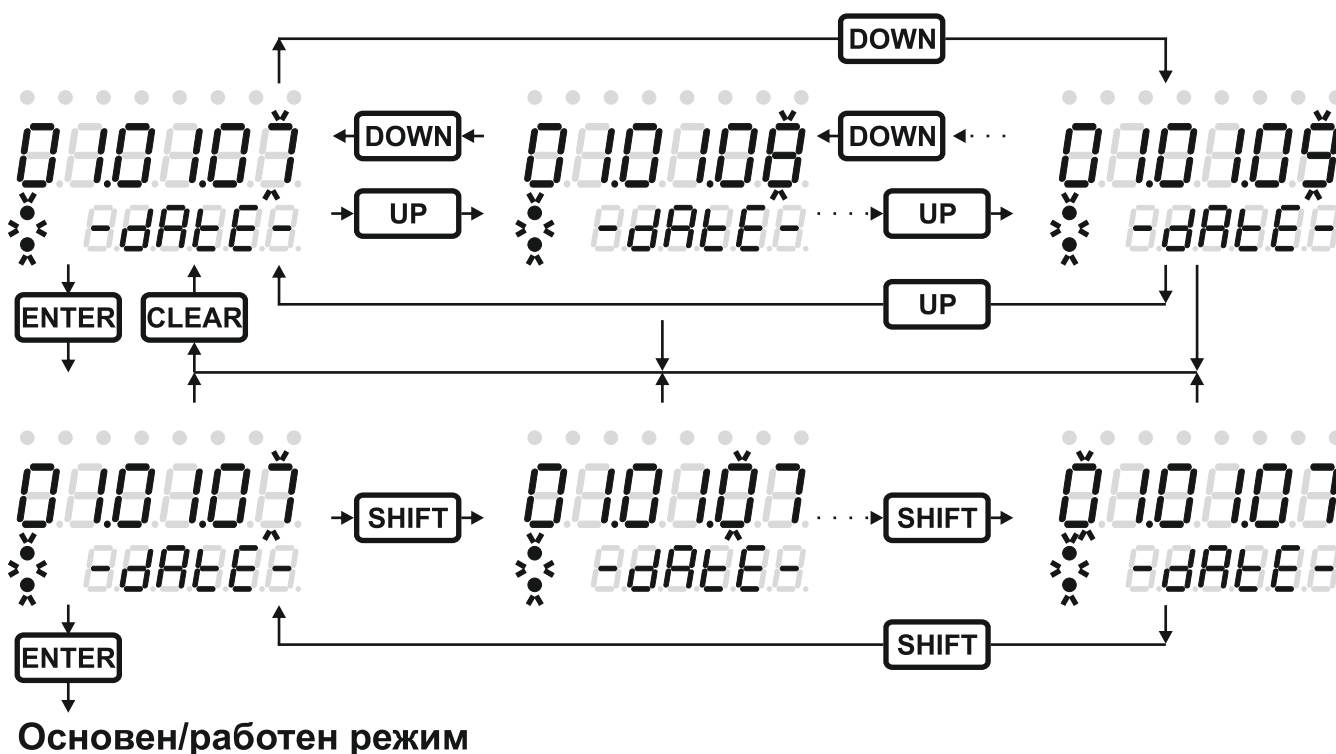 DOWN
01.01.07 DOWN 01.01.08 DOWN 01.01.09
-dAtE- UP -dAtE- UP -dAtE-
ENTER CLEAR UP
01.01.07 SHIFT 01.01.07 SHIFT 01.01.07
-dAtE- -dAtE- -dAtE-
ENTER SHIFT
Основен/работен режим